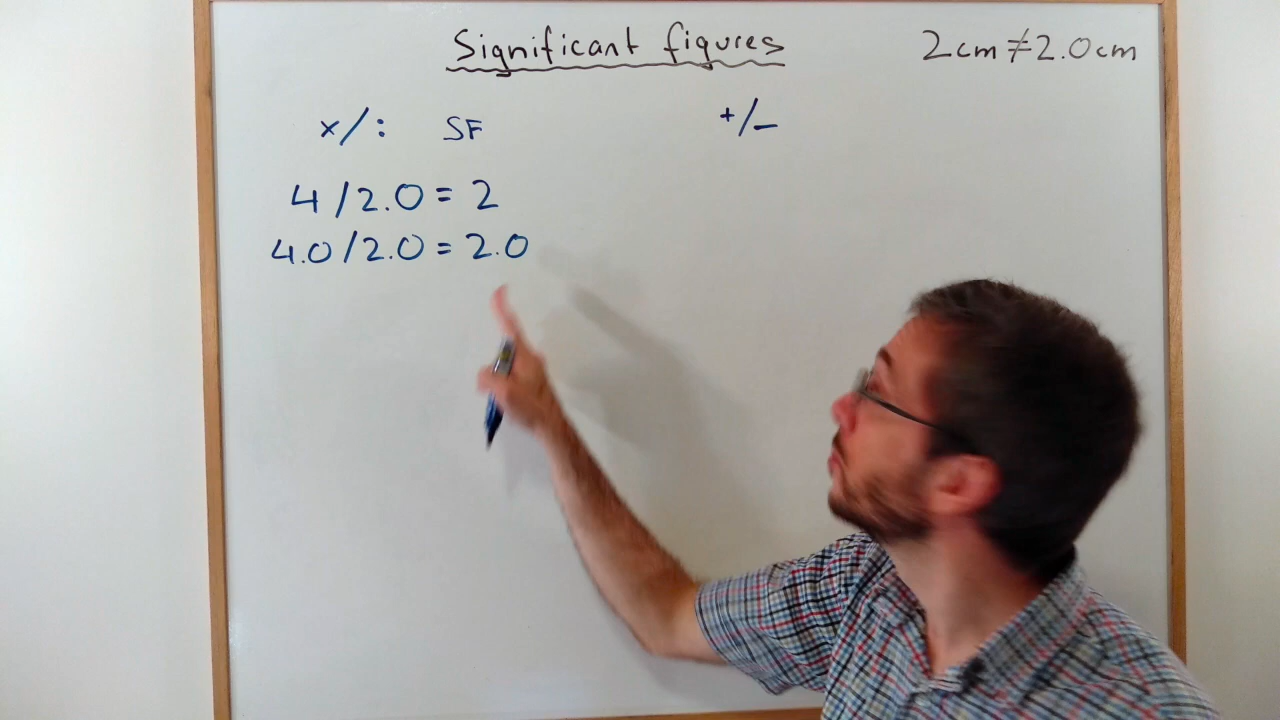 Significant figures
2cm≠2.0cm
×/: SF
+/−
4/2.0=2
4.0/2.0=2.0